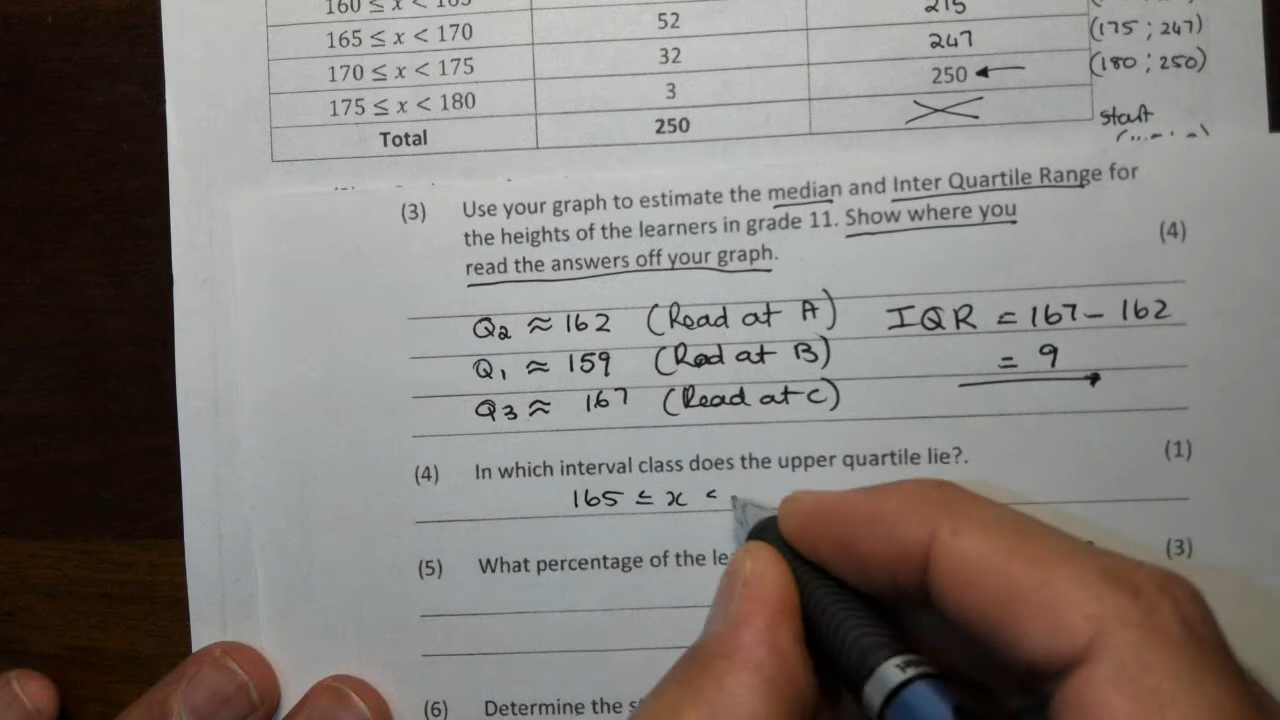 160 ≤ x < 165
215
165 ≤ x < 170 52 247 (175 ; 247)
170 ≤ x < 175 32 250 (180 ; 250)
175 ≤ x < 180 3
Total 250 start
(3) Use your graph to estimate the median and Inter Quartile Range for
the heights of the learners in grade 11. Show where you
read the answers off your graph. (4)
Q2 ≈ 162 (Read at A) IQR = 167 - 162
Q1 ≈ 159 (Read at B) = 9
Q3 ≈ 167 (Read at C)
(4) In which interval class does the upper quartile lie?. (1)
165 ≤ x <
(5) What percentage of the (3)
(6) Determine the